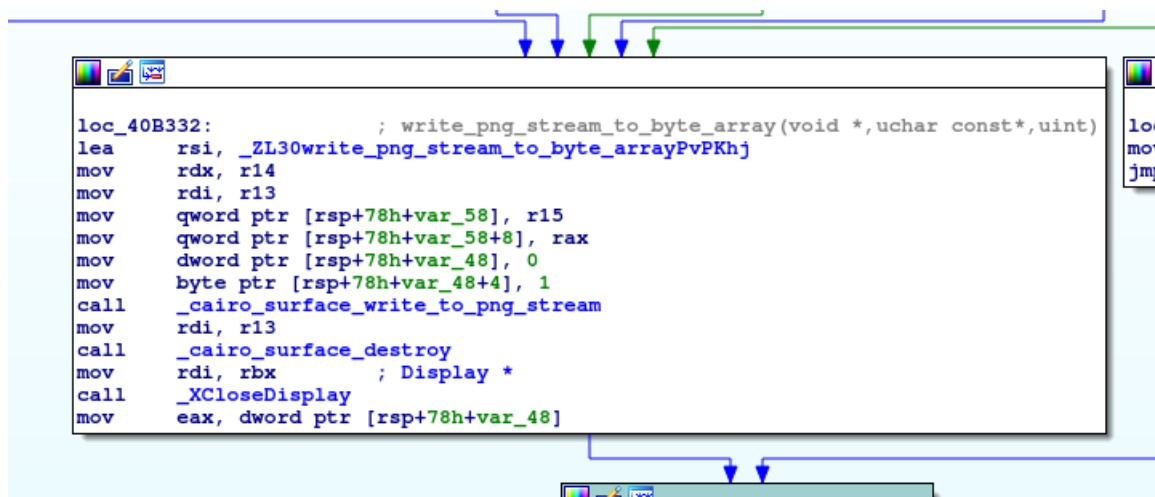 loc_40B332: ; write_png_stream_to_byte_array(void *,uchar const*,uint)
lea rsi, _ZL30write_png_stream_to_byte_arrayPvPKhj
mov rdx, r14
mov rdi, r13
mov qword ptr [rsp+78h+var_58], r15
mov qword ptr [rsp+78h+var_58+8], rax
mov dword ptr [rsp+78h+var_48], 0
mov byte ptr [rsp+78h+var_48+4], 1
call _cairo_surface_write_to_png_stream
mov rdi, r13
call _cairo_surface_destroy
mov rdi, rbx ; Display *
call _XCloseDisplay
mov eax, dword ptr [rsp+78h+var_48]